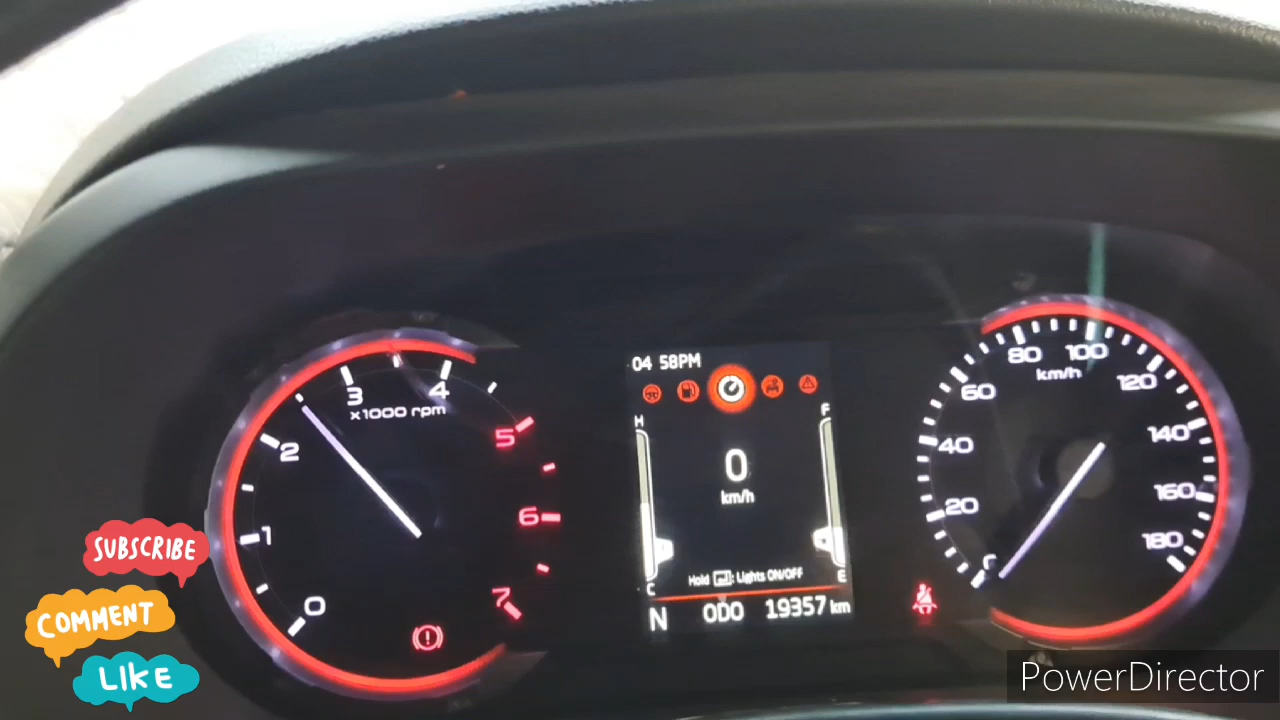 04 58PM
0
1
2
3
4
5
6
7
x1000 rpm
H
C
0
km/h
F
E
Hold : Lights ON/OFF
N ODO 19357 km
20
40
60
80
100
120
140
160
180
km/h
SUBSCRIBE
COMMENT
LIKE
PowerDirector